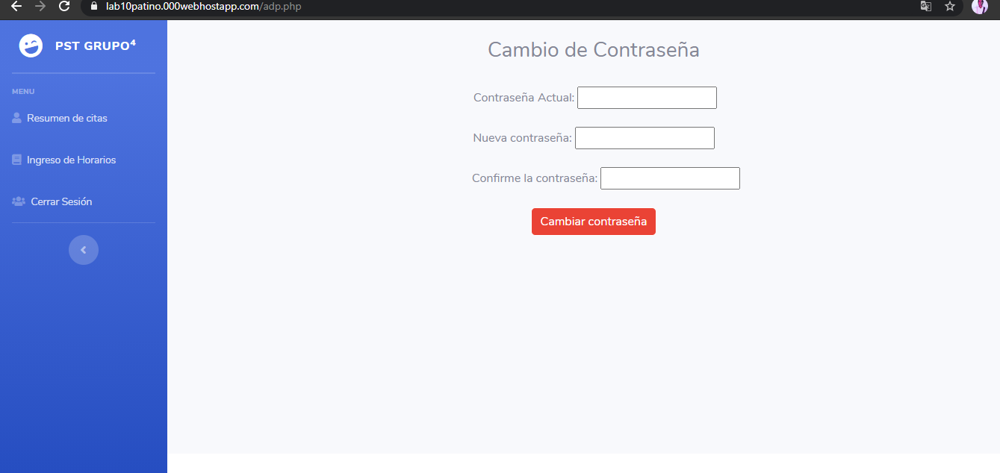 lab10patino.000webhostapp.com/adp.php
PST GRUPO⁴
MENU
Resumen de citas
Ingreso de Horarios
Cerrar Sesión
Cambio de Contraseña
Contraseña Actual:
Nueva contraseña:
Confirme la contraseña:
Cambiar contraseña